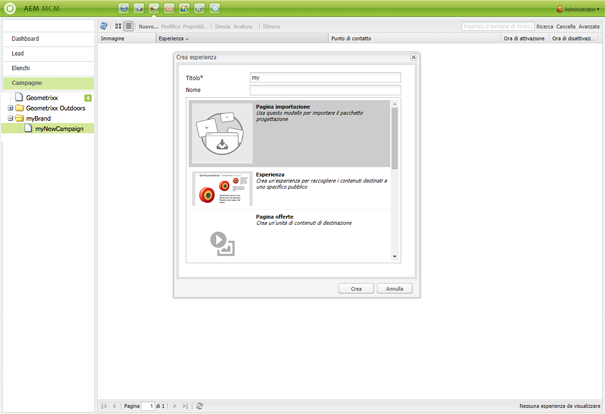 AEM MCM
Administrator
Dashboard
Lead
Elenchi
Campagne
Geometrixx
4
Geometrixx Outdoors
myBrand
myNewCampaign
Nuovo... Modifica Proprietà... Simula Analizza... Elimina
Inserisci il termine di ricerca Ricerca Cancella Avanzate
Immagine Esperienza Punto di contatto Ora di attivazione Ora di disattivaz...
Crea esperienza
Titolo* my
Nome
Pagina importazione
Usa questo modello per importare il pacchetto
progettazione
Esperienza
Crea un'esperienza per raccogliere i contenuti destinati a
uno specifico pubblico
Pagina offerte
Crea un'unità di contenuti di destinazione
Crea Annulla
Pagina 1 di 1
Nessuna esperienza da visualizzare